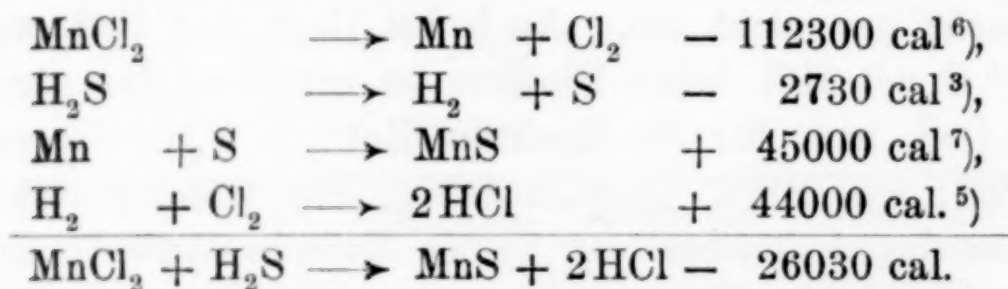 MnCl₂ ⟶ Mn + Cl₂ − 112300 cal⁶),
H₂S ⟶ H₂ + S − 2730 cal³),
Mn + S ⟶ MnS + 45000 cal⁷),
H₂ + Cl₂ ⟶ 2HCl + 44000 cal.⁵)
MnCl₂ + H₂S ⟶ MnS + 2HCl − 26030 cal.